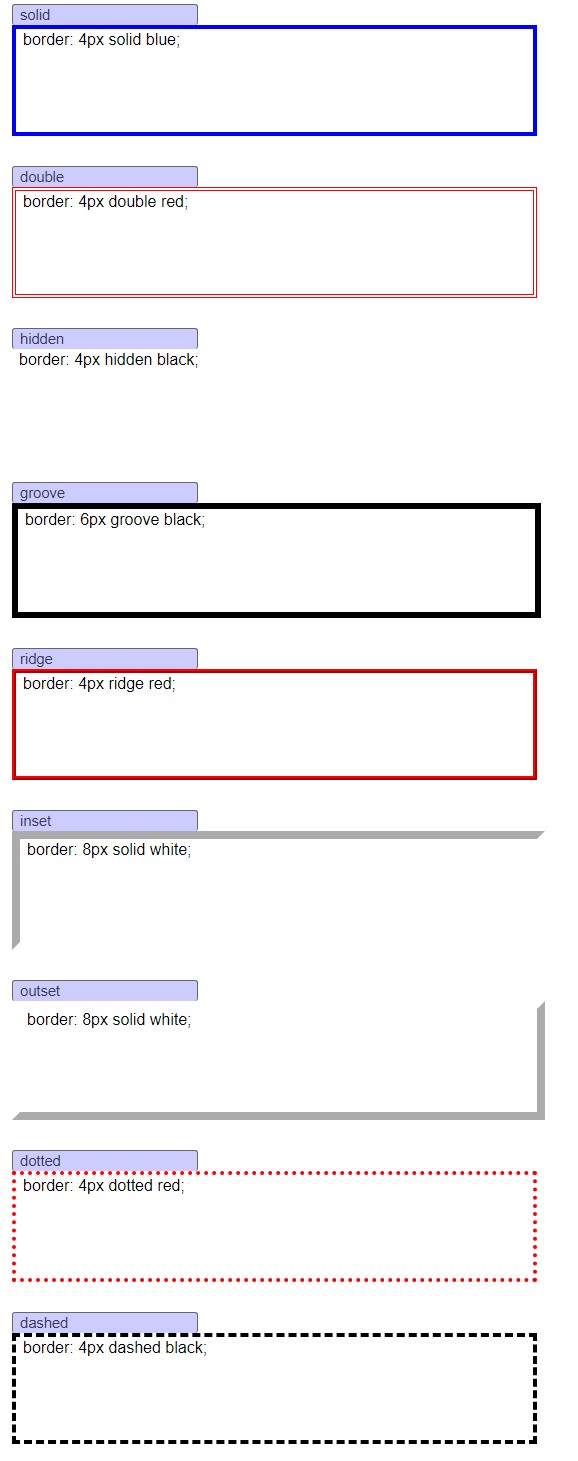 solid
border: 4px solid blue;
double
border: 4px double red;
hidden
border: 4px hidden black;
groove
border: 6px groove black;
ridge
border: 4px ridge red;
inset
border: 8px solid white;
outset
border: 8px solid white;
dotted
border: 4px dotted red;
dashed
border: 4px dashed black;